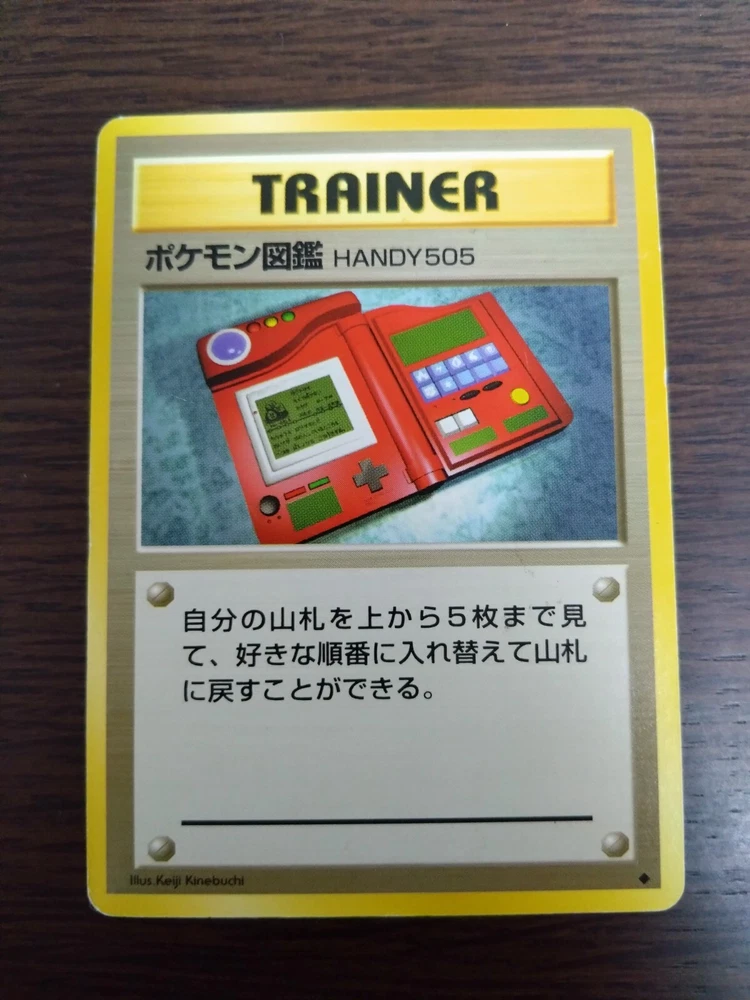 TRAINER
ポケモン図鑑 HANDY505
自分の山札を上から5枚まで見
て、好きな順番に入れ替えて山札
に戻すことができる。
Illus. Keiji Kinebuchi